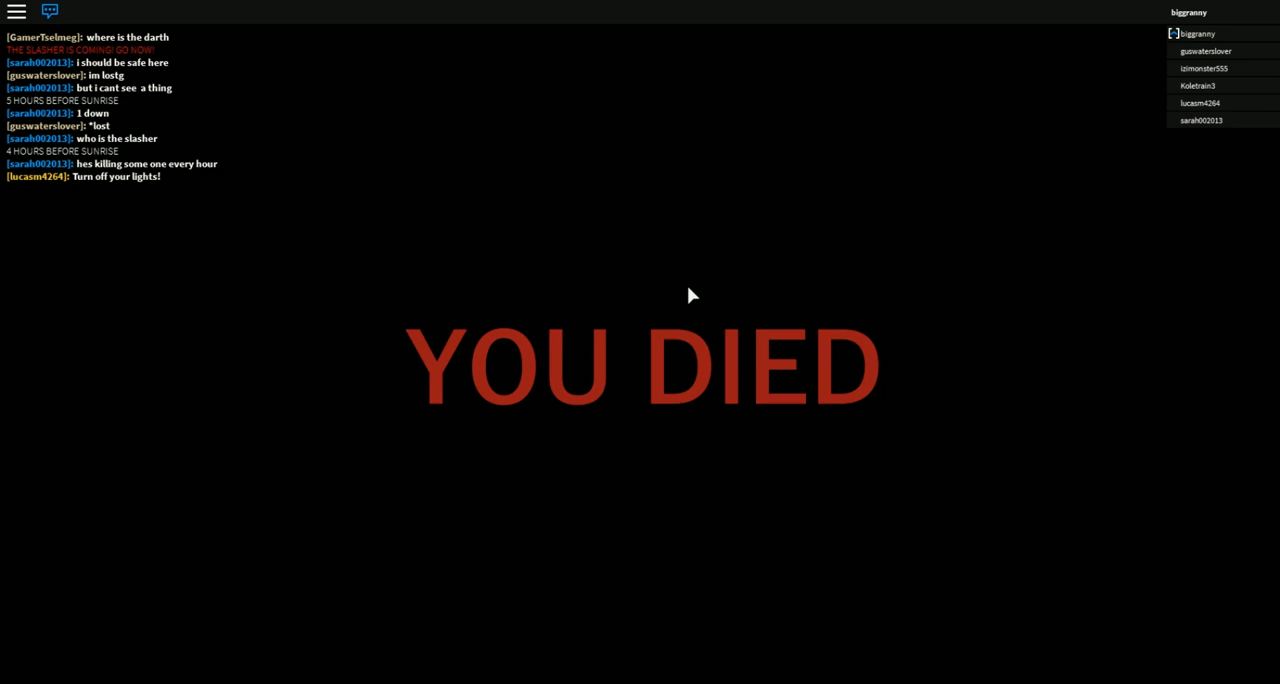 biggranny
[GamerTselmeg]: where is the darth
THE SLASHER IS COMING! GO NOW!
[sarah002013]: i should be safe here
[guswaterslover]: im lostg
[sarah002013]: but i cant see  a thing
5 HOURS BEFORE SUNRISE
[sarah002013]: 1 down
[guswaterslover]: *lost
[sarah002013]: who is the slasher
4 HOURS BEFORE SUNRISE
[sarah002013]: hes killing some one every hour
[lucasm4264]: Turn off your lights!
biggranny
guswaterslover
izimonster555
Koletrain3
lucasm4264
sarah002013
YOU DIED